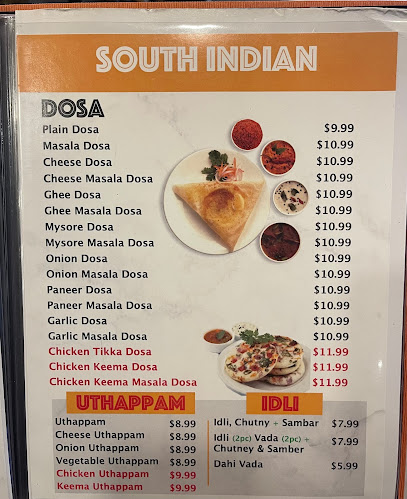 SOUTH INDIAN
DOSA
Plain Dosa $9.99
Masala Dosa $10.99
Cheese Dosa $10.99
Cheese Masala Dosa $10.99
Ghee Dosa $10.99
Ghee Masala Dosa $10.99
Mysore Dosa $10.99
Mysore Masala Dosa $10.99
Onion Dosa $10.99
Onion Masala Dosa $10.99
Paneer Dosa $10.99
Paneer Masala Dosa $10.99
Garlic Dosa $10.99
Garlic Masala Dosa $10.99
Chicken Tikka Dosa $11.99
Chicken Keema Dosa $11.99
Chicken Keema Masala Dosa $11.99
UTHAPPAM
Uthappam $8.99
Cheese Uthappam $8.99
Onion Uthappam $8.99
Vegetable Uthappam $8.99
Chicken Uthappam $9.99
Keema Uthappam $9.99
IDLI
Idli, Chutny + Sambar $7.99
Idli (2pc) Vada (2pc) + $7.99
Chutney & Samber
Dahi Vada $5.99